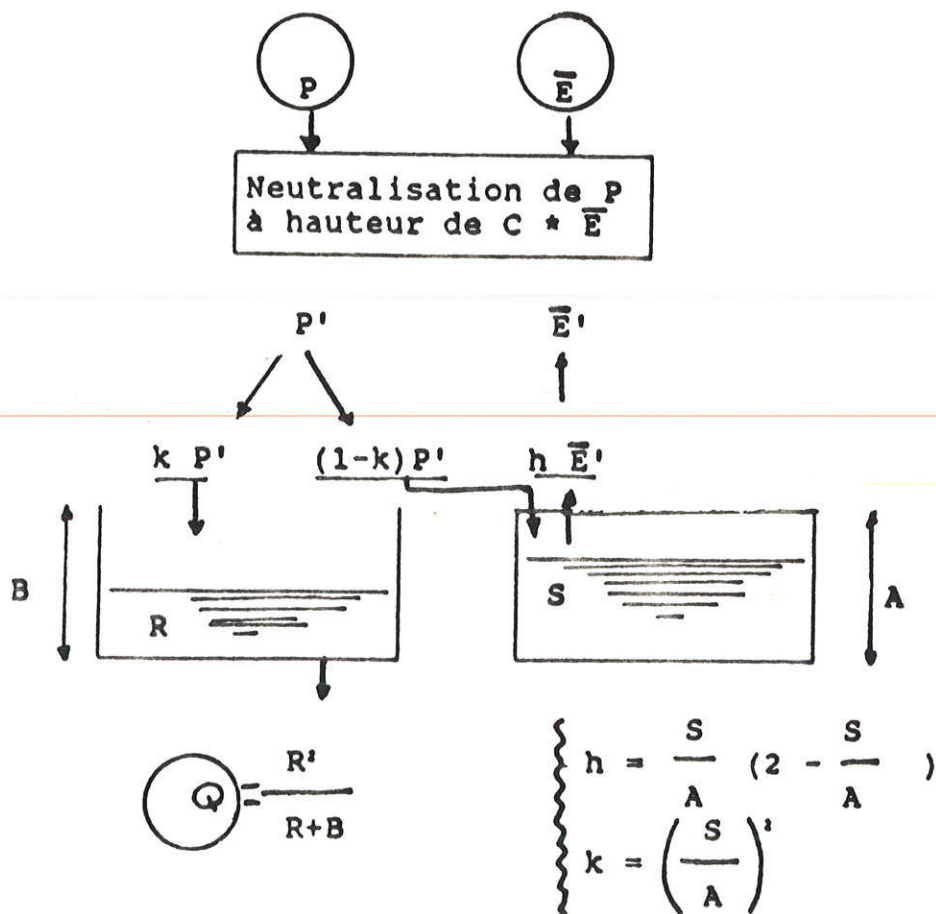 P E̅
Neutralisation de P
à hauteur de C * E̅
P' E̅'
k P' (1-k)P' h E̅'
B R S A
Q = R² / R+B
h = S/A (2 - S/A )
k = (S/A)²